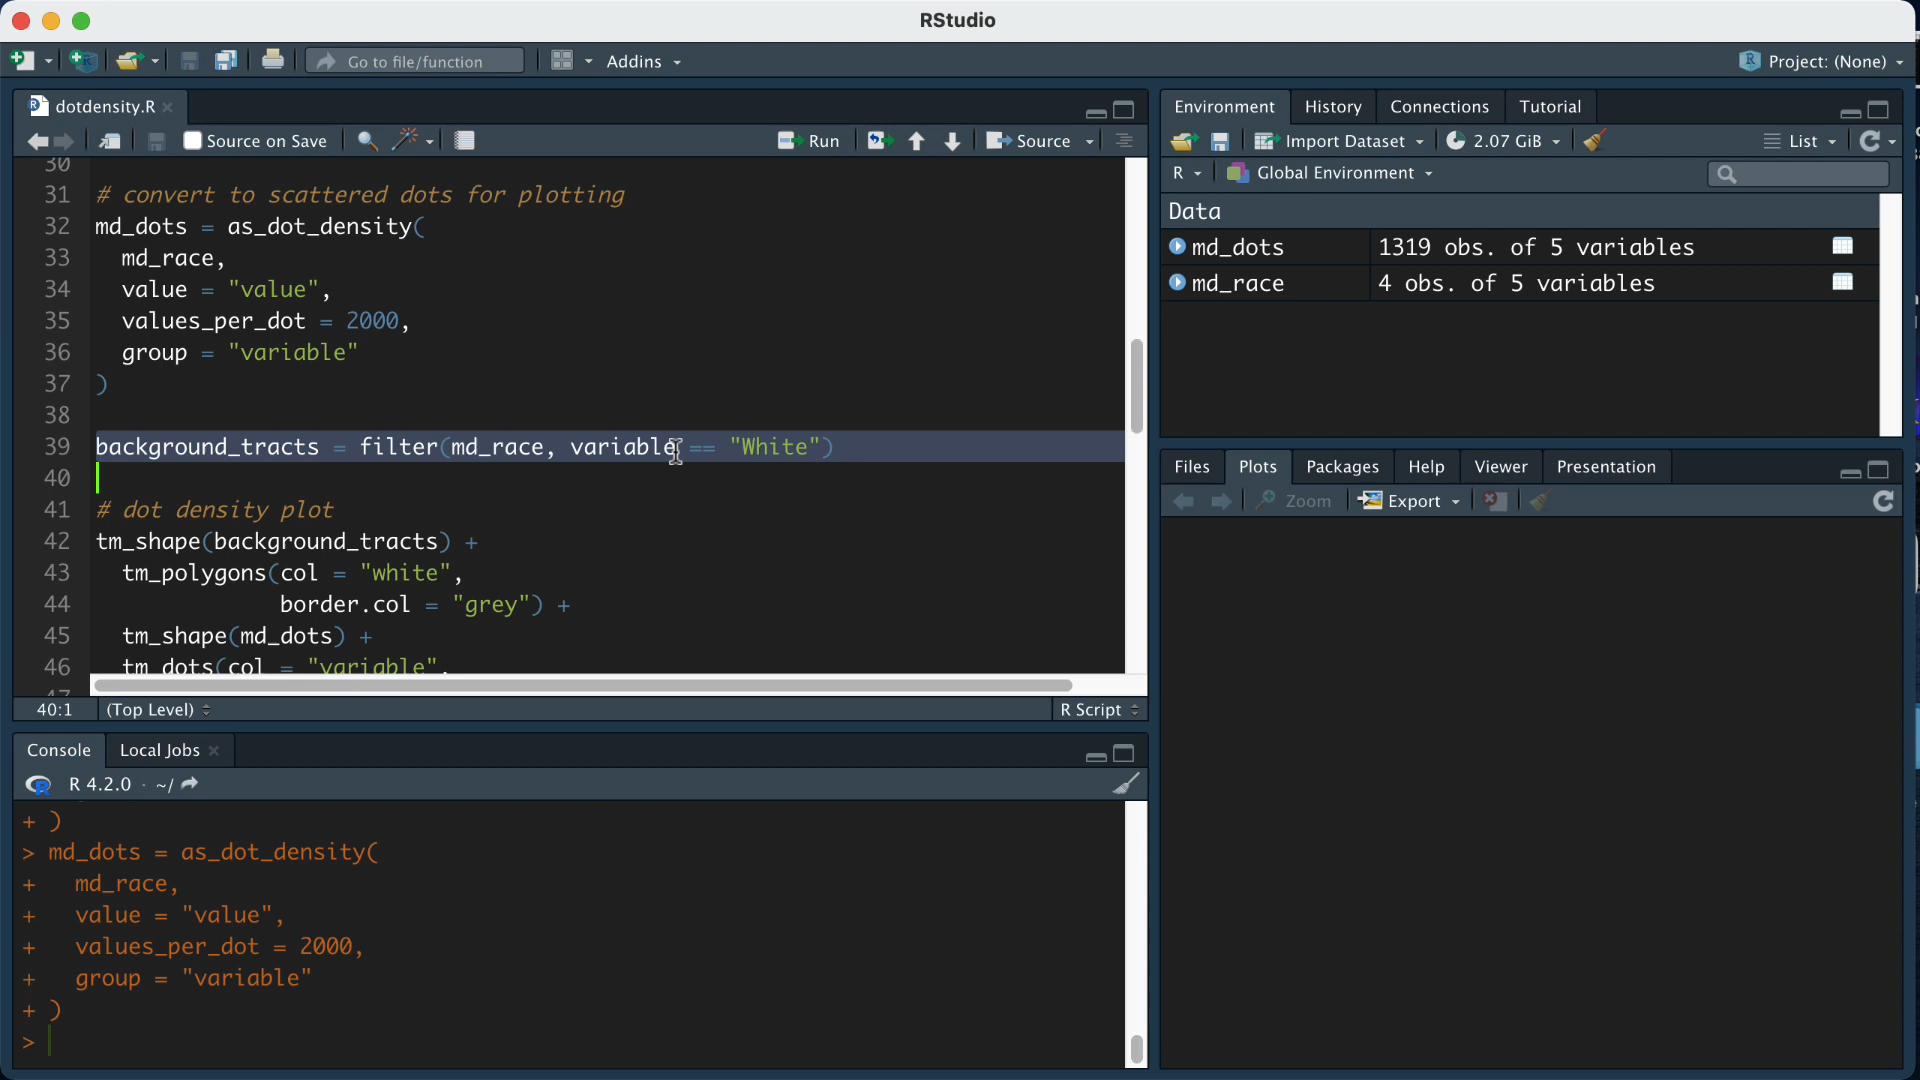 RStudio
Go to file/function
Addins
Project: (None)
dotdensity.R
Source on Save
Run
Source
30
31 # convert to scattered dots for plotting
32 md_dots = as_dot_density(
33 md_race,
34 value = "value",
35 values_per_dot = 2000,
36 group = "variable"
37 )
38
39 background_tracts = filter(md_race, variable == "White")
40
41 # dot density plot
42 tm_shape(background_tracts) +
43 tm_polygons(col = "white",
44 border.col = "grey") +
45 tm_shape(md_dots) +
46 tm_dots(col = "variable",
47
40:1 (Top Level) R Script
Console Local Jobs
R 4.2.0 · ~/
+ )
> md_dots = as_dot_density(
+ md_race,
+ value = "value",
+ values_per_dot = 2000,
+ group = "variable"
+ )
>
Environment History Connections Tutorial
Import Dataset 2.07 GiB List
R Global Environment
Data
md_dots 1319 obs. of 5 variables
md_race 4 obs. of 5 variables
Files Plots Packages Help Viewer Presentation
Zoom Export